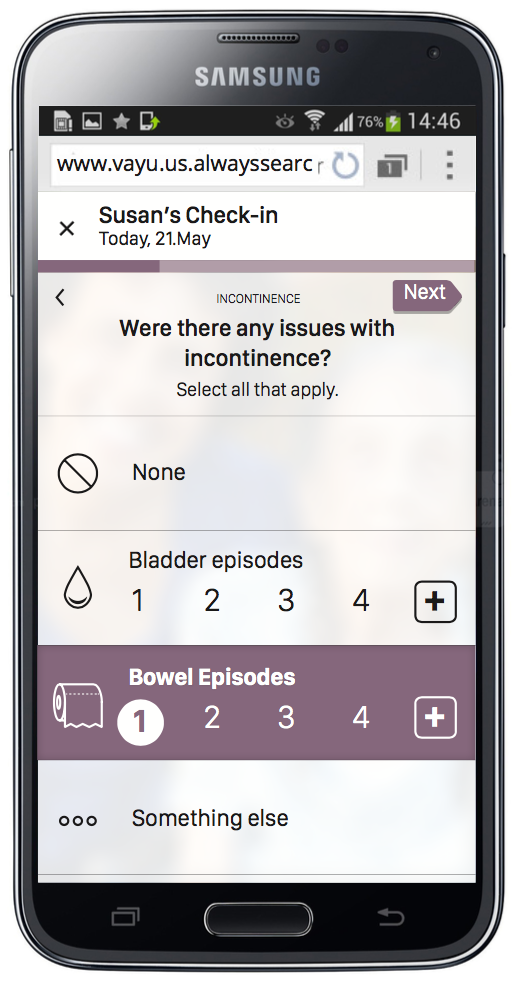 SAMSUNG
76% 14:46
www.vayu.us.alwayssearc r 1
Susan's Check-in
Today, 21.May
INCONTINENCE
Next
Were there any issues with
incontinence?
Select all that apply.
None
Bladder episodes
1 2 3 4 +
Bowel Episodes
1 2 3 4 +
Something else